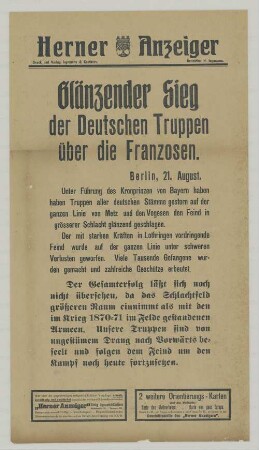 Herner Anzeiger
Glänzender Sieg
der Deutschen Truppen
über die Franzosen.
Berlin, 21. August.
Unter Führung des Kronprinzen von Bayern haben
haben Truppen aller deutschen Stämme gestern auf der
ganzen Linie von Metz und den Vogesen den Feind in
grösserer Schlacht glänzend geschlagen.
Der mit starken Kräften in Lothringen vordringende
Feind wurde auf der ganzen Linie unter schweren
Verlusten geworfen. Viele Tausende Gefangene wur-
den gemacht und zahlreiche Geschütze erbeutet.
Der Gesamterfolg läßt sich noch
nicht übersehen, da das Schlachtfeld
größeren Raum einnimmt als mit den
im Krieg 1870-71 im Felde gestandenen
Armeen. Unsere Truppen sind von
ungestümem Drang nach Vorwärts be-
seelt und folgen dem Feind um den
Kampf noch heute fortzusetzen.
"Herner Anzeiger"
2 weitere Orientierungs-Karten